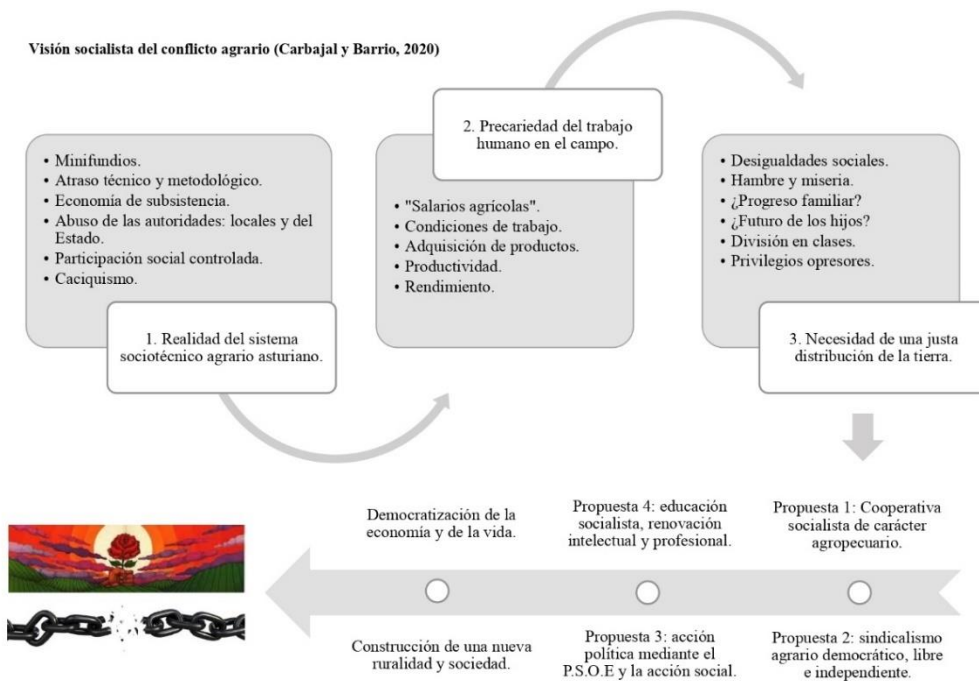 Visión socialista del conflicto agrario (Carbajal y Barrio, 2020)
• Minifundios.
• Atraso técnico y metodológico.
• Economía de subsistencia.
• Abuso de las autoridades: locales y del
Estado.
• Participación social controlada.
• Caciquismo.
1. Realidad del sistema
sociotécnico agrario asturiano.
2. Precariedad del trabajo
humano en el campo.
• "Salarios agrícolas".
• Condiciones de trabajo.
• Adquisición de productos.
• Productividad.
• Rendimiento.
• Desigualdades sociales.
• Hambre y miseria.
• ¿Progreso familiar?
• ¿Futuro de los hijos?
• División en clases.
• Privilegios opresores.
3. Necesidad de una justa
distribución de la tierra.
Democratización de la
economía y de la vida.
Propuesta 4: educación
socialista, renovación
intelectual y profesional.
Propuesta 1: Cooperativa
socialista de carácter
agropecuario.
Construcción de una nueva
ruralidad y sociedad.
Propuesta 3: acción
política mediante el
P.S.O.E y la acción social.
Propuesta 2: sindicalismo
agrario democrático, libre
e independiente.